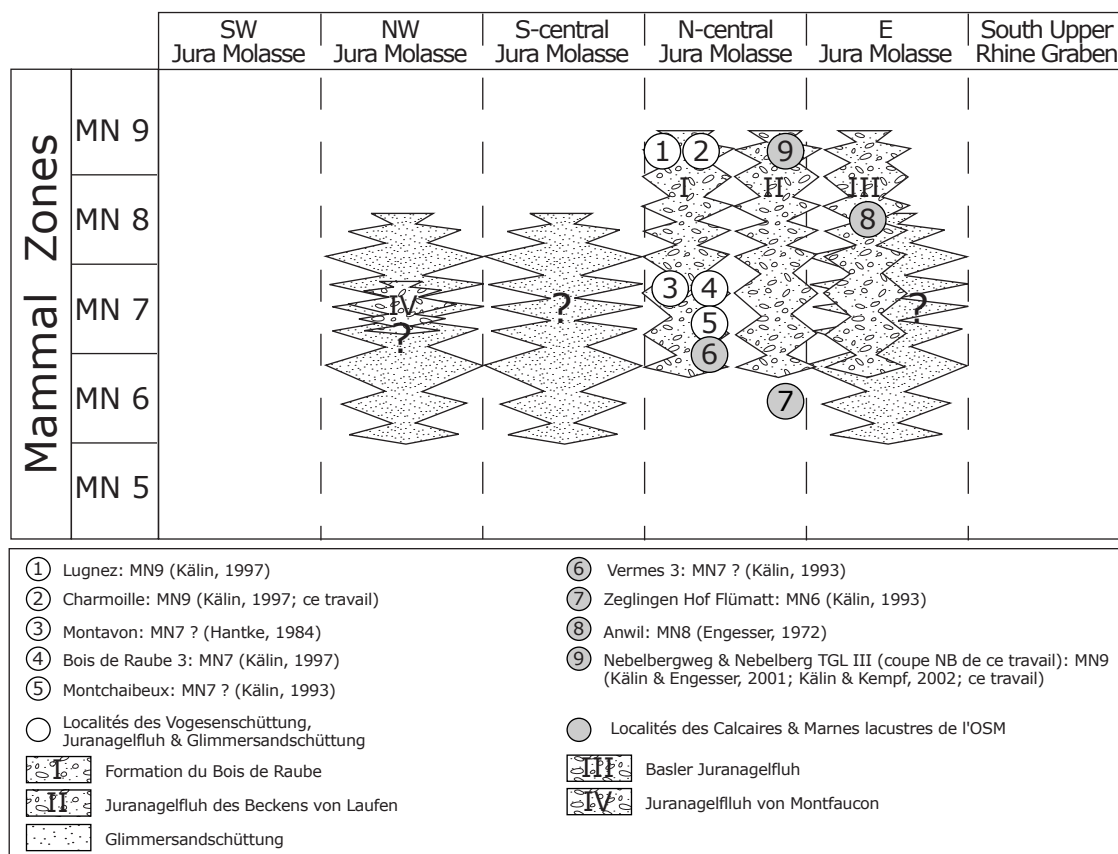 SW
Jura Molasse
NW
Jura Molasse
S-central
Jura Molasse
N-central
Jura Molasse
E
Jura Molasse
South Upper
Rhine Graben
Mammal Zones
MN 9
MN 8
MN 7
MN 6
MN 5
1
2
9
I
II
III
8
3
4
IV
?
?
?
5
6
7
1 Lugnez: MN9 (Kälin, 1997)
2 Charmoille: MN9 (Kälin, 1997; ce travail)
3 Montavon: MN7 ? (Hantke, 1984)
4 Bois de Raube 3: MN7 (Kälin, 1997)
5 Montchaibeux: MN7 ? (Kälin, 1993)
Localités des Vogesenschüttung,
Juranagelfluh & Glimmersandschüttung
I Formation du Bois de Raube
II Juranagelfluh des Beckens von Laufen
Glimmersandschüttung
6 Vermes 3: MN7 ? (Kälin, 1993)
7 Zeglingen Hof Flümatt: MN6 (Kälin, 1993)
8 Anwil: MN8 (Engesser, 1972)
9 Nebelbergweg & Nebelberg TGL III (coupe NB de ce travail): MN9
(Kälin & Engesser, 2001; Kälin & Kempf, 2002; ce travail)
Localités des Calcaires & Marnes lacustres de l'OSM
III Basler Juranagelfluh
IV Juranagelflluh von Montfaucon